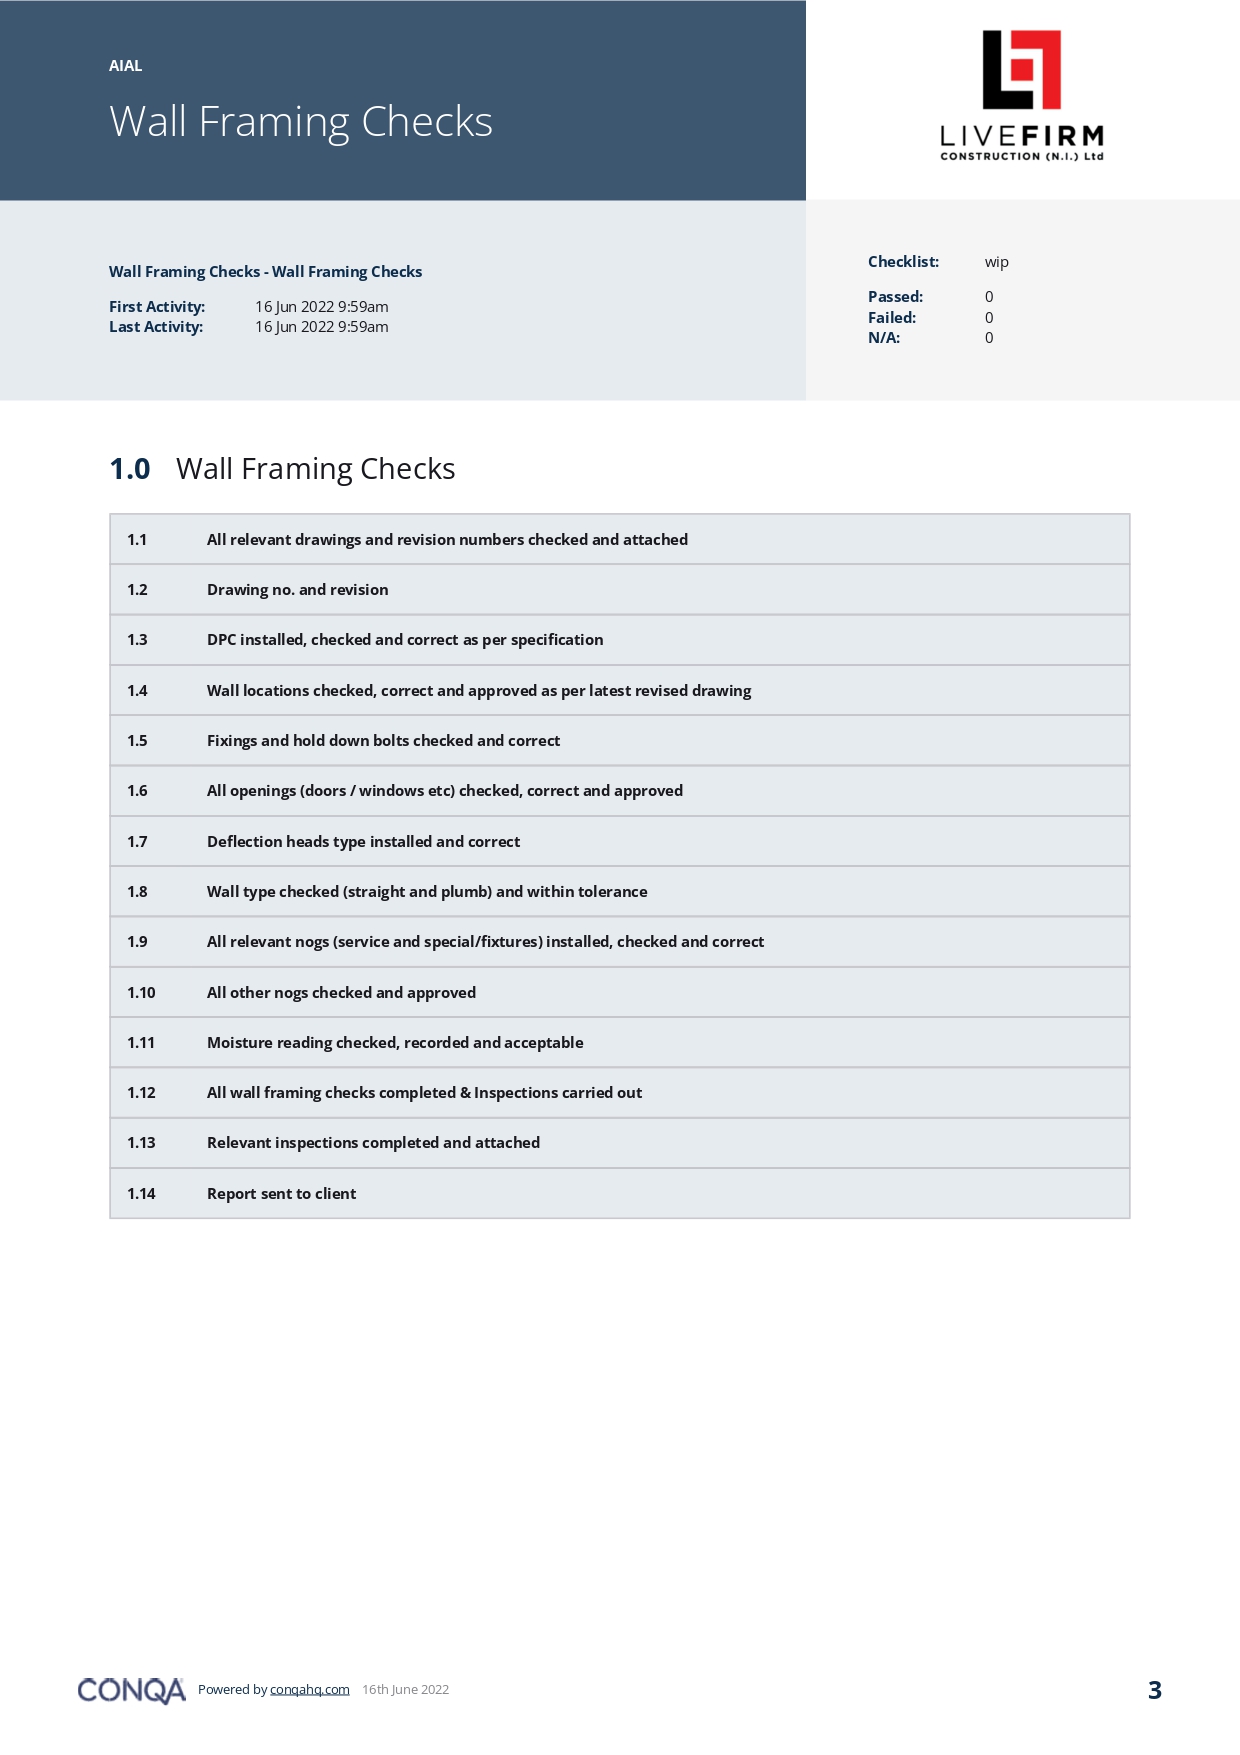 AIAL
Wall Framing Checks
LIVEFIRM
CONSTRUCTION (N.I.) Ltd
Wall Framing Checks - Wall Framing Checks
First Activity: 16 Jun 2022 9:59am
Last Activity: 16 Jun 2022 9:59am
Checklist: wip
Passed: 0
Failed: 0
N/A: 0
1.0 Wall Framing Checks
1.1 All relevant drawings and revision numbers checked and attached
1.2 Drawing no. and revision
1.3 DPC installed, checked and correct as per specification
1.4 Wall locations checked, correct and approved as per latest revised drawing
1.5 Fixings and hold down bolts checked and correct
1.6 All openings (doors / windows etc) checked, correct and approved
1.7 Deflection heads type installed and correct
1.8 Wall type checked (straight and plumb) and within tolerance
1.9 All relevant nogs (service and special/fixtures) installed, checked and correct
1.10 All other nogs checked and approved
1.11 Moisture reading checked, recorded and acceptable
1.12 All wall framing checks completed & Inspections carried out
1.13 Relevant inspections completed and attached
1.14 Report sent to client
CONQA Powered by conqahq.com 16th June 2022 3